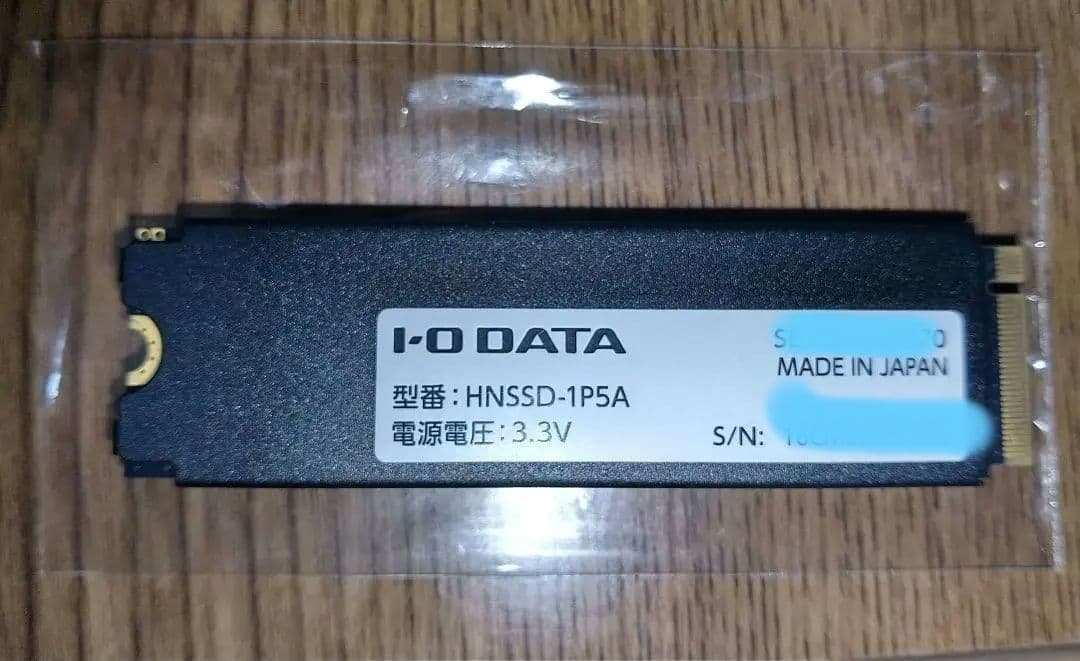 I-O DATA
MADE IN JAPAN
型番:HNSSD-1P5A
電源電圧:3.3V
S/N: